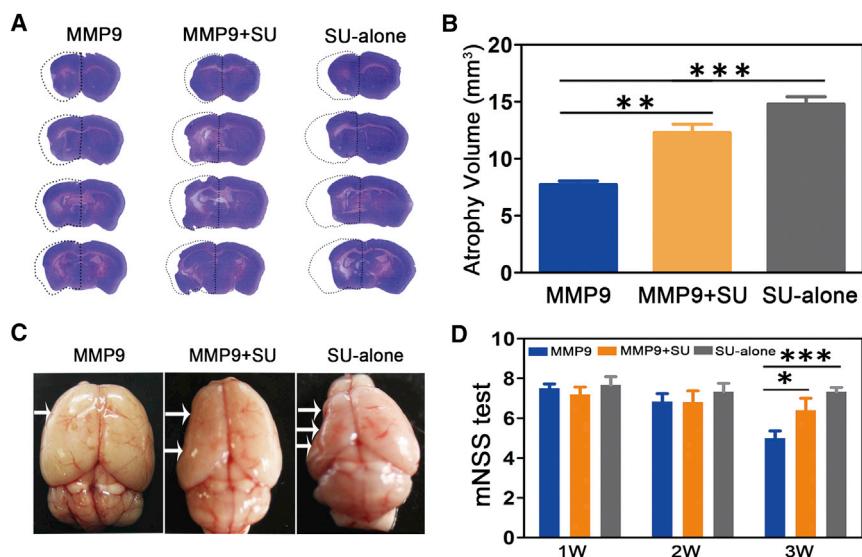 A
MMP9 MMP9+SU SU-alone
B
Atrophy Volume (mm³)
20
15
10
5
0
***
**
MMP9 MMP9+SU SU-alone
C
MMP9 MMP9+SU SU-alone
D
mNSS test
10
8
6
4
2
0
MMP9 MMP9+SU SU-alone
***
*
1W 2W 3W